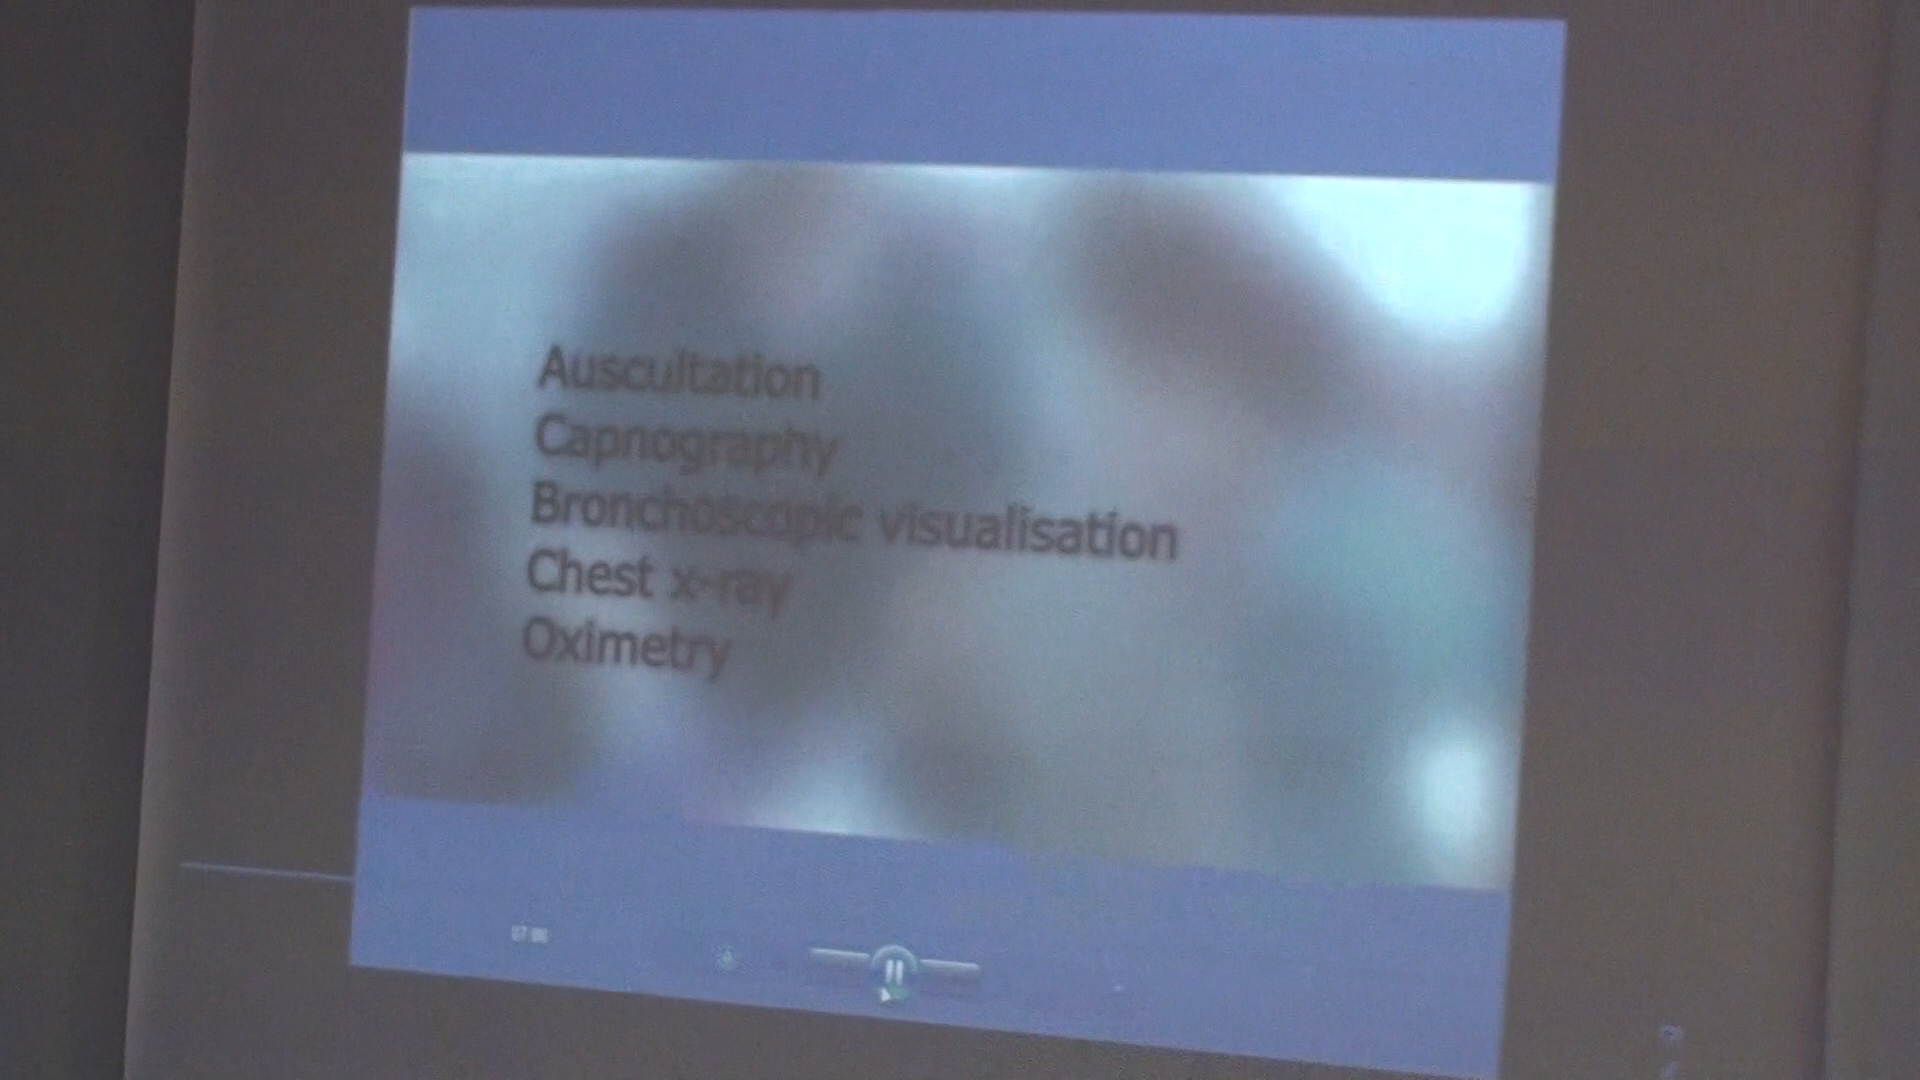 Auscultation
Capnography
Bronchoscopic visualisation
Chest x-ray
Oximetry